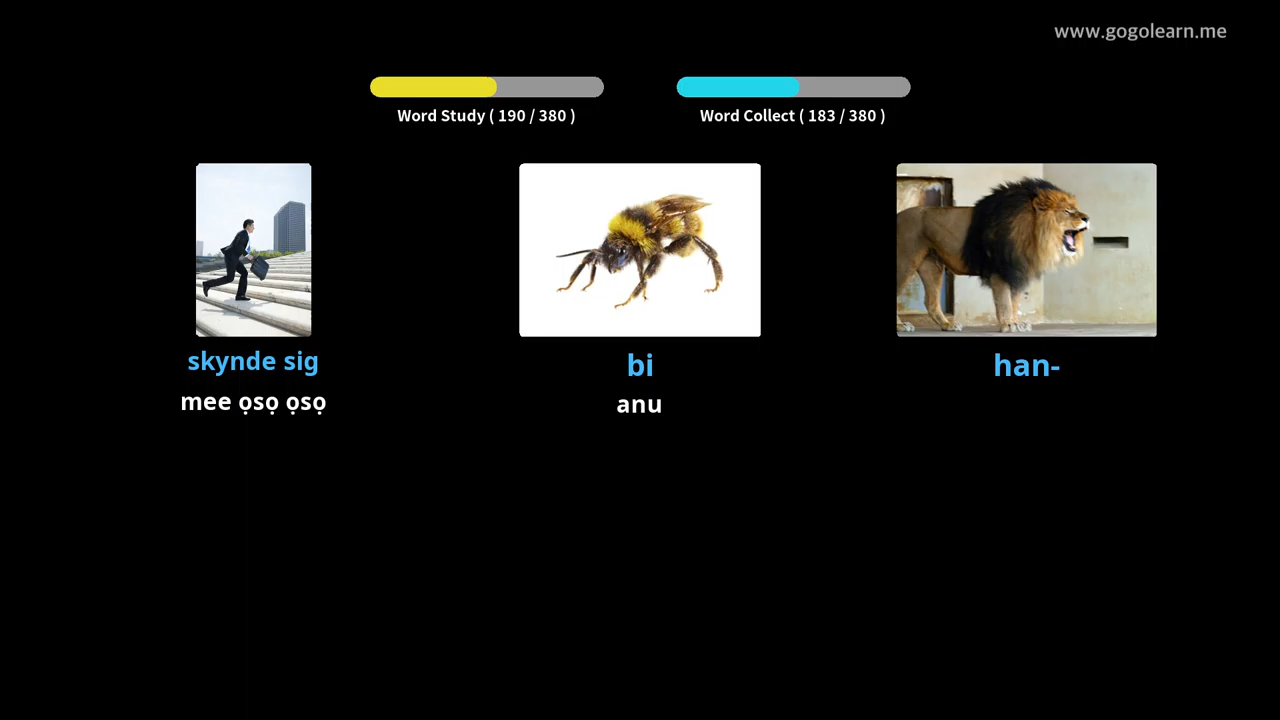 www.gogolearn.me
Word Study ( 190 / 380 )
Word Collect ( 183 / 380 )
skynde sig
mee ọsọ ọsọ
bi
anu
han-